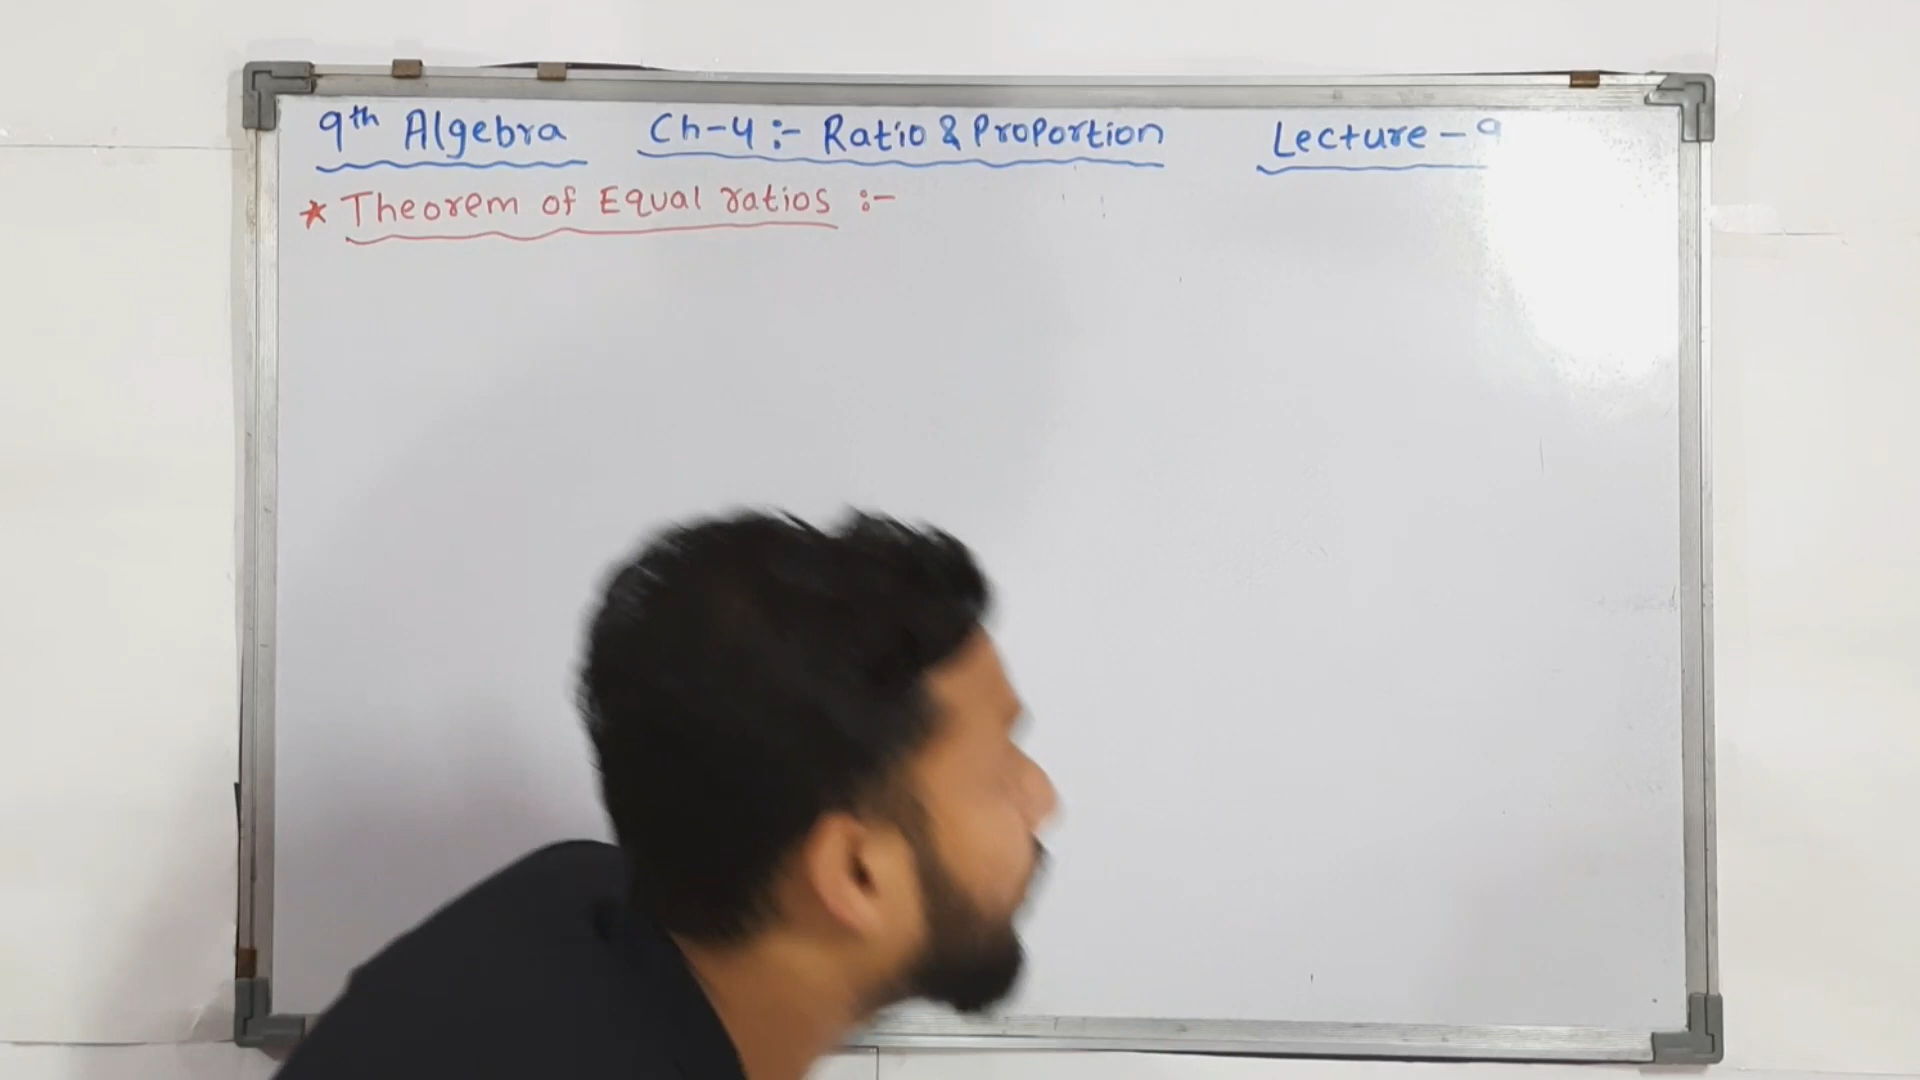 9th Algebra Ch-4 :- Ratio & Proportion Lecture - 9
* Theorem of Equal ratios :-